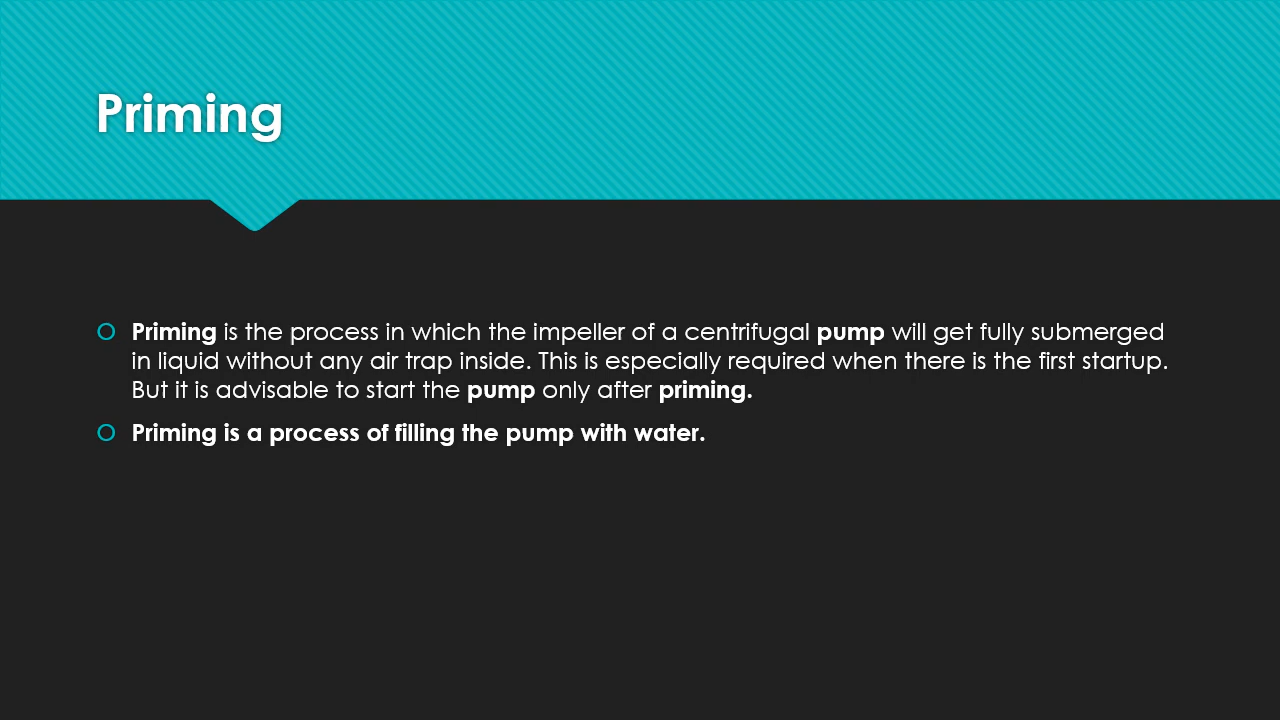 Priming
Priming is the process in which the impeller of a centrifugal pump will get fully submerged
in liquid without any air trap inside. This is especially required when there is the first startup.
But it is advisable to start the pump only after priming.
Priming is a process of filling the pump with water.